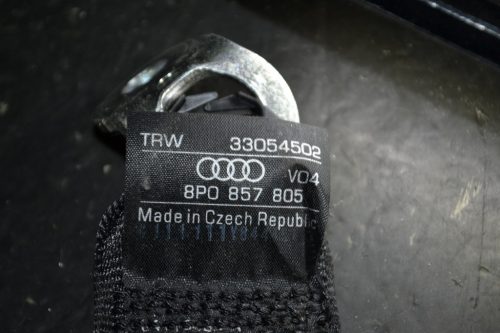 TRW 33054502
V04
8P0 857 805
Made in Czech Republic